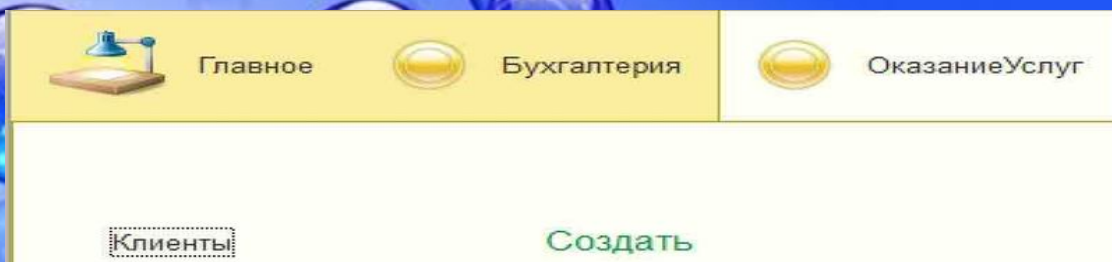 Главное Бухгалтерия ОказаниеУслуг
Клиенты Создать